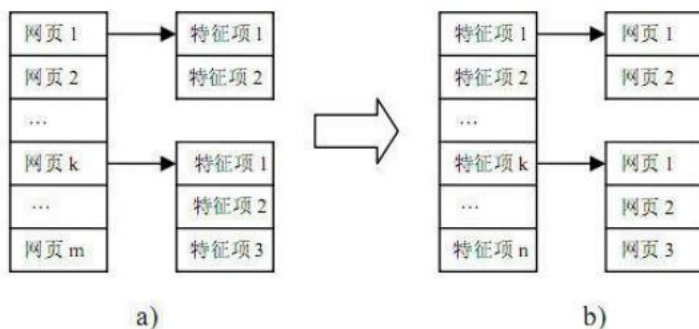 网页 1
网页 2
…
网页 k
…
网页 m
特征项 1
特征项 2
特征项 1
特征项 2
特征项 3
a)
特征项 1
特征项 2
…
特征项 k
…
特征项 n
网页 1
网页 2
网页 1
网页 2
网页 3
b)